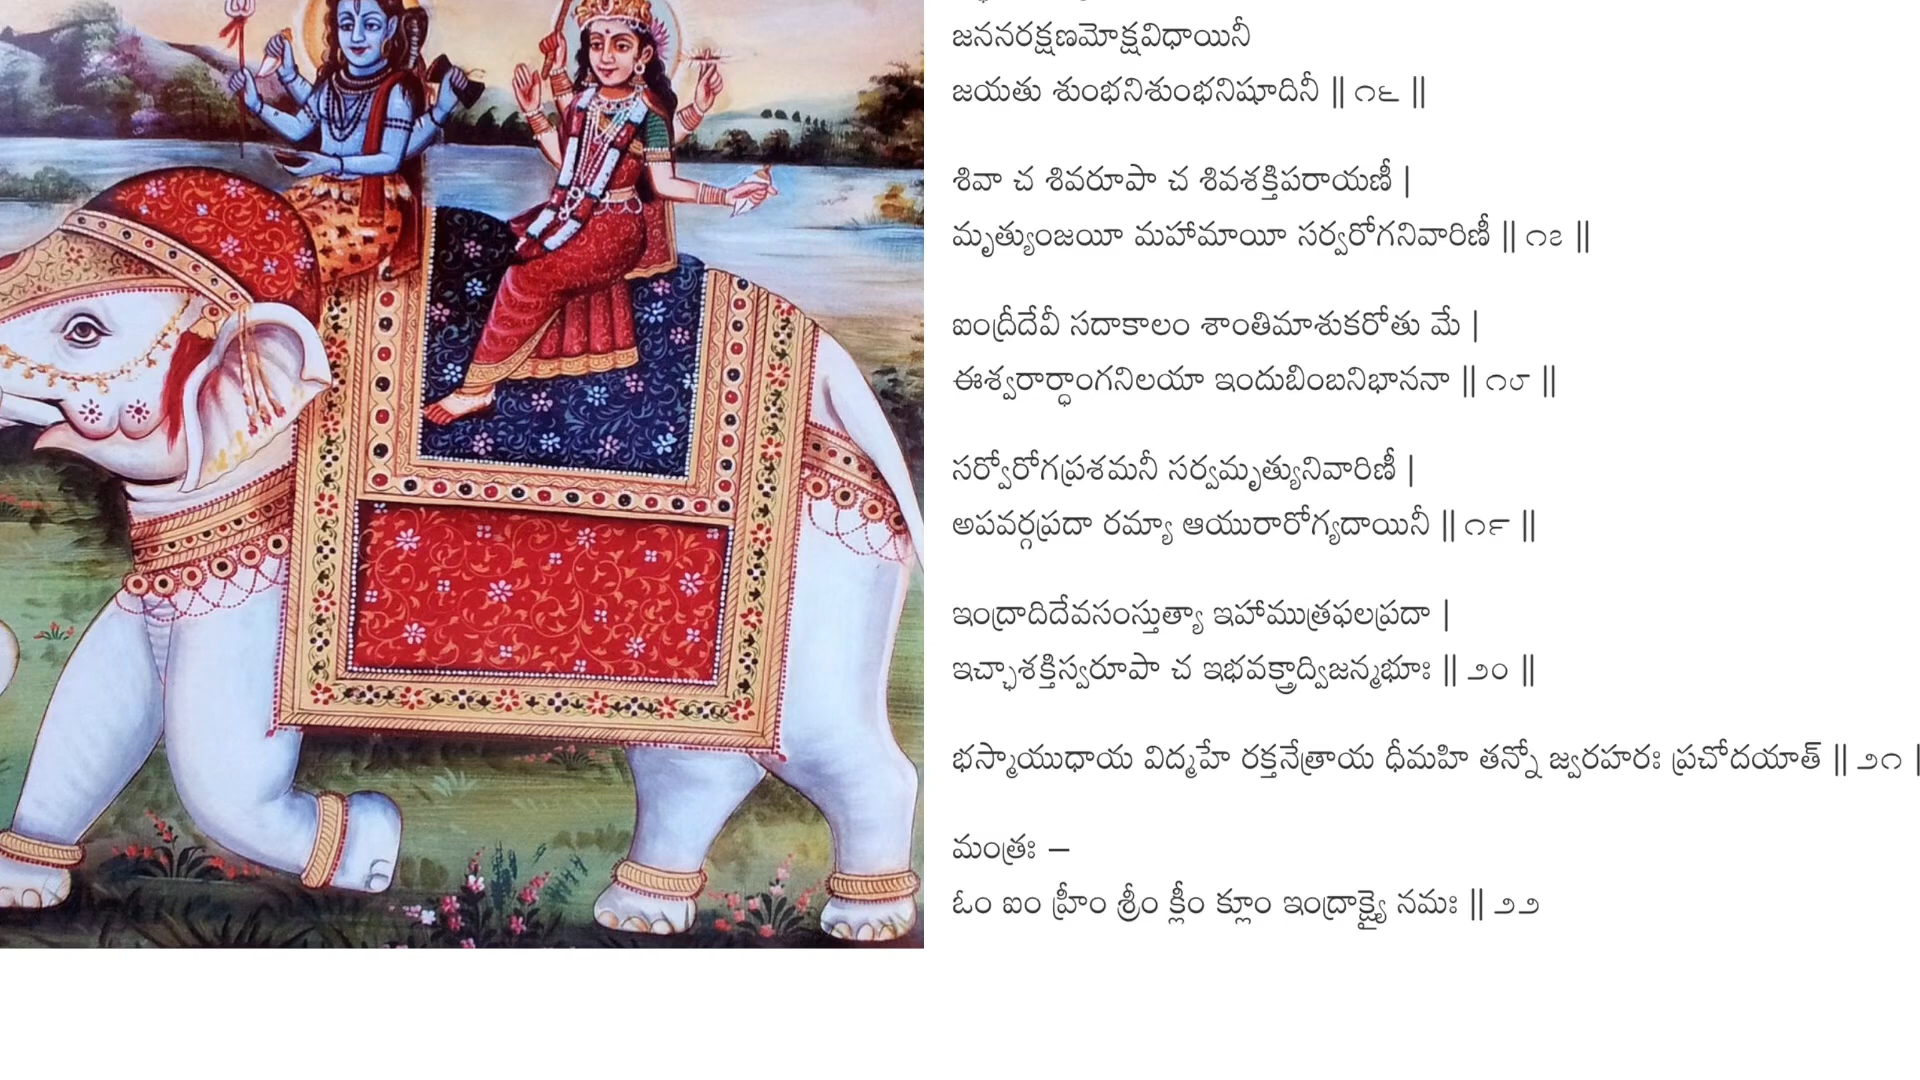 జననరక్షణమోక్షవిధాయినీ
జయతు శుంభనిశుంభనిషూదినీ || ౧౬ ||
శివా చ శివరూపా చ శివశక్తిపరాయణీ |
మృత్యుంజయీ మహామాయీ సర్వరోగనివారిణీ || ౧౭ ||
ఐంద్రీదేవీ సదాకాలం శాంతిమాశుకరోతు మే |
ఈశ్వరార్ధాంగనిలయా ఇందుబింబనిభాననా || ౧౮ ||
సర్వోరోగప్రశమనీ సర్వమృత్యునివారిణీ |
అపవర్గప్రదా రమ్యా ఆయురారోగ్యదాయినీ || ౧౯ ||
ఇంద్రాదిదేవసంస్తుత్యా ఇహాముత్రఫలప్రదా |
ఇచ్ఛాశక్తిస్వరూపా చ ఇభవక్త్రాద్విజన్మభూః || ౨౦ ||
భస్మాయుధాయ విద్మహే రక్తనేత్రాయ ధీమహి తన్నో జ్వరహరః ప్రచోదయాత్ || ౨౧ |
మంత్రః –
ఓం ఐం హ్రీం శ్రీం క్లీం క్లూం ఇంద్రాక్ష్యై నమః || ౨౨